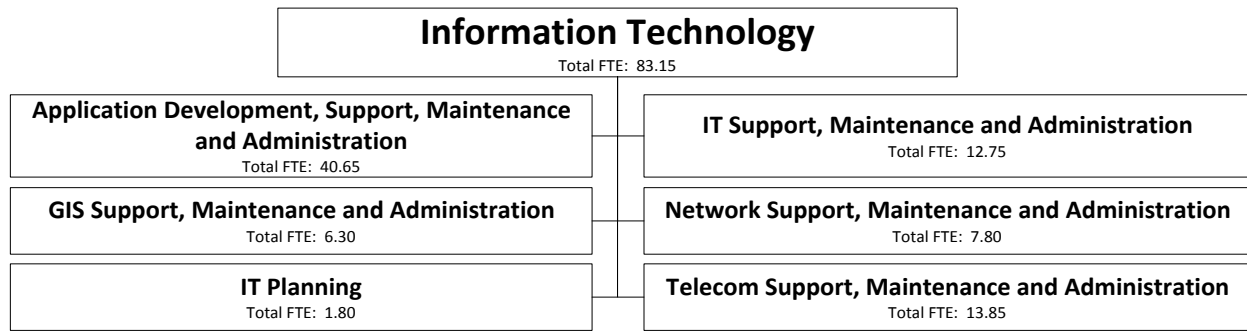 Information Technology
Total FTE: 83.15
Application Development, Support, Maintenance
and Administration
Total FTE: 40.65
IT Support, Maintenance and Administration
Total FTE: 12.75
GIS Support, Maintenance and Administration
Total FTE: 6.30
Network Support, Maintenance and Administration
Total FTE: 7.80
IT Planning
Total FTE: 1.80
Telecom Support, Maintenance and Administration
Total FTE: 13.85